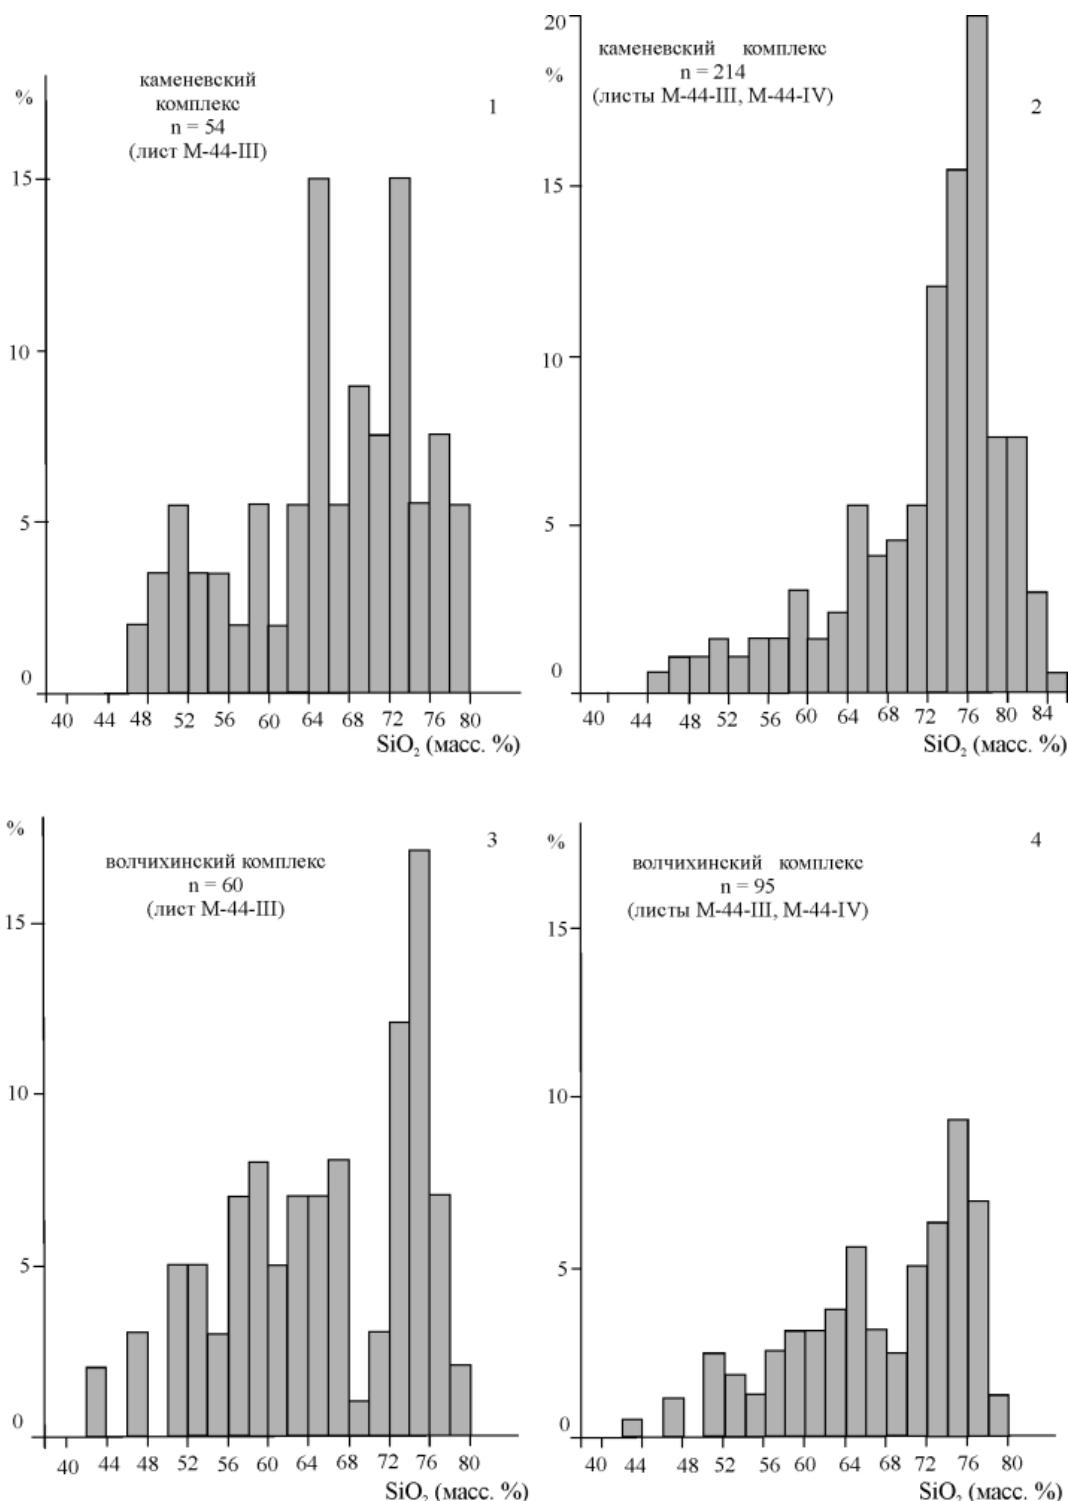 каменевский
комплекс
n = 54
(лист М-44-III)
1
%
15
10
5
0
40 44 48 52 56 60 64 68 72 76 80
SiO₂ (масс. %)
20
%
каменевский комплекс
n = 214
(листы М-44-III, М-44-IV)
2
15
10
5
0
40 44 48 52 56 60 64 68 72 76 80 84
SiO₂ (масс. %)
%
волчихинский комплекс
n = 60
(лист М-44-III)
3
15
10
5
0
40 44 48 52 56 60 64 68 72 76 80
SiO₂ (масс. %)
%
волчихинский комплекс
n = 95
(листы М-44-III, М-44-IV)
4
15
10
5
0
40 44 48 52 56 60 64 68 72 76 80
SiO₂ (масс. %)